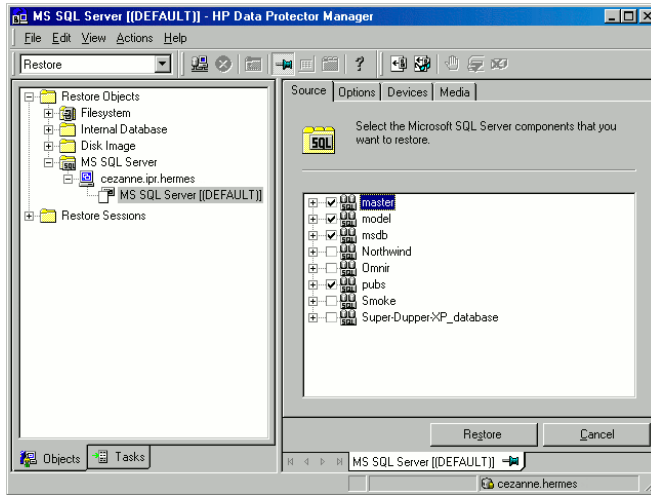 MS SQL Server [(DEFAULT)] - HP Data Protector Manager
File Edit View Actions Help
Restore
Restore Objects
Filesystem
Internal Database
Disk Image
MS SQL Server
cezanne.ipr.hermes
MS SQL Server [(DEFAULT)]
Restore Sessions
Objects Tasks
Source Options Devices Media
SQL
Select the Microsoft SQL Server components that you
want to restore.
master
model
msdb
Northwind
Omnir
pubs
Smoke
Super-Dupper-XP_database
Restore Cancel
MS SQL Server [(DEFAULT)]
cezanne.hermes